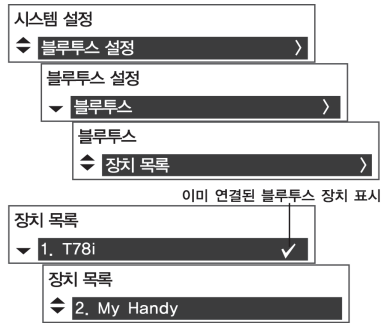 시스템 설정
블루투스 설정
블루투스 설정
블루투스
블루투스
장치 목록
이미 연결된 블루투스 장치 표시
장치 목록
1. T78i
장치 목록
2. My Handy